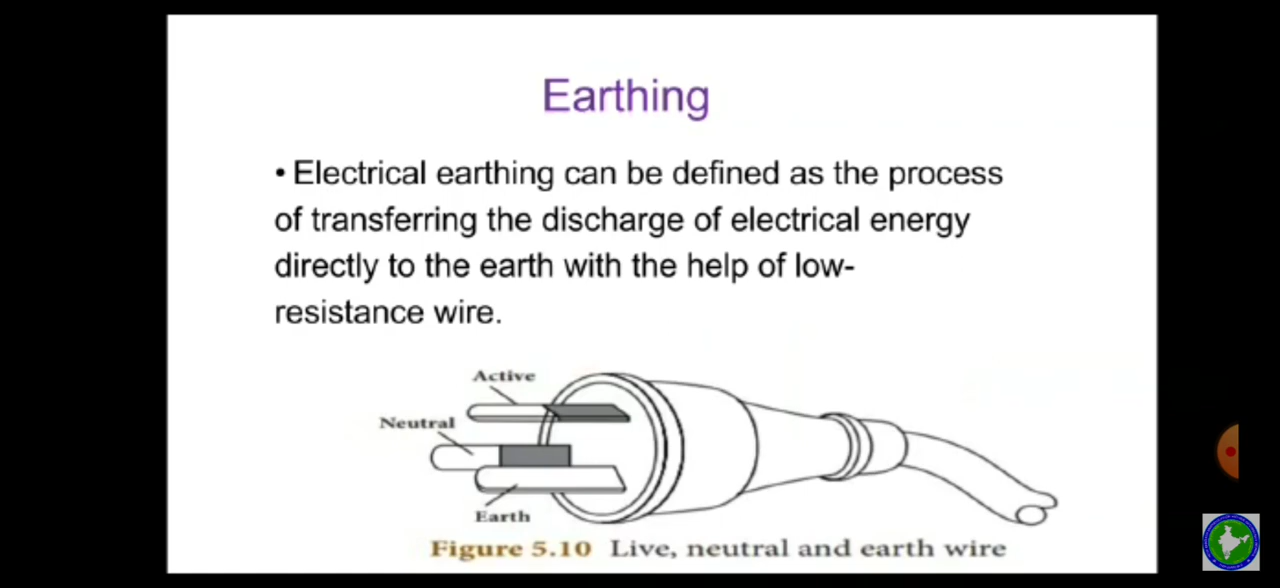 Earthing
• Electrical earthing can be defined as the process
of transferring the discharge of electrical energy
directly to the earth with the help of low-
resistance wire.
Active
Neutral
Earth
Figure 5.10 Live, neutral and earth wire